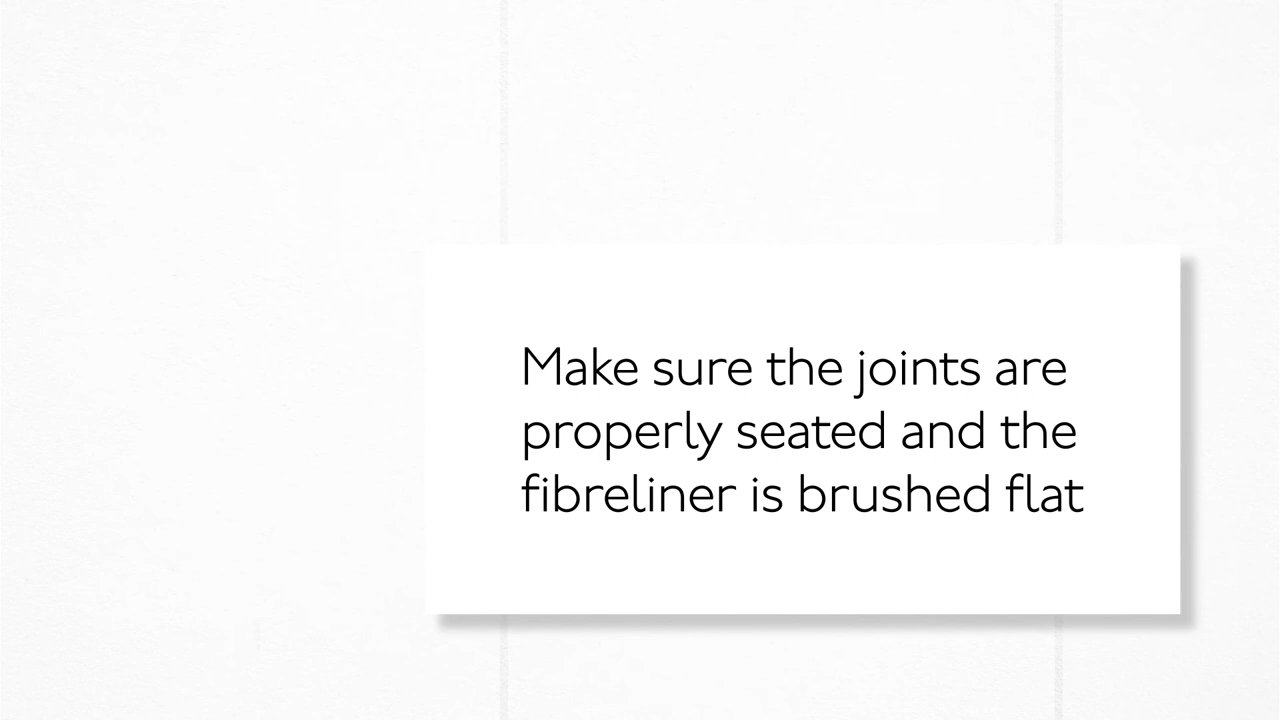 Make sure the joints are
properly seated and the
fibreliner is brushed flat